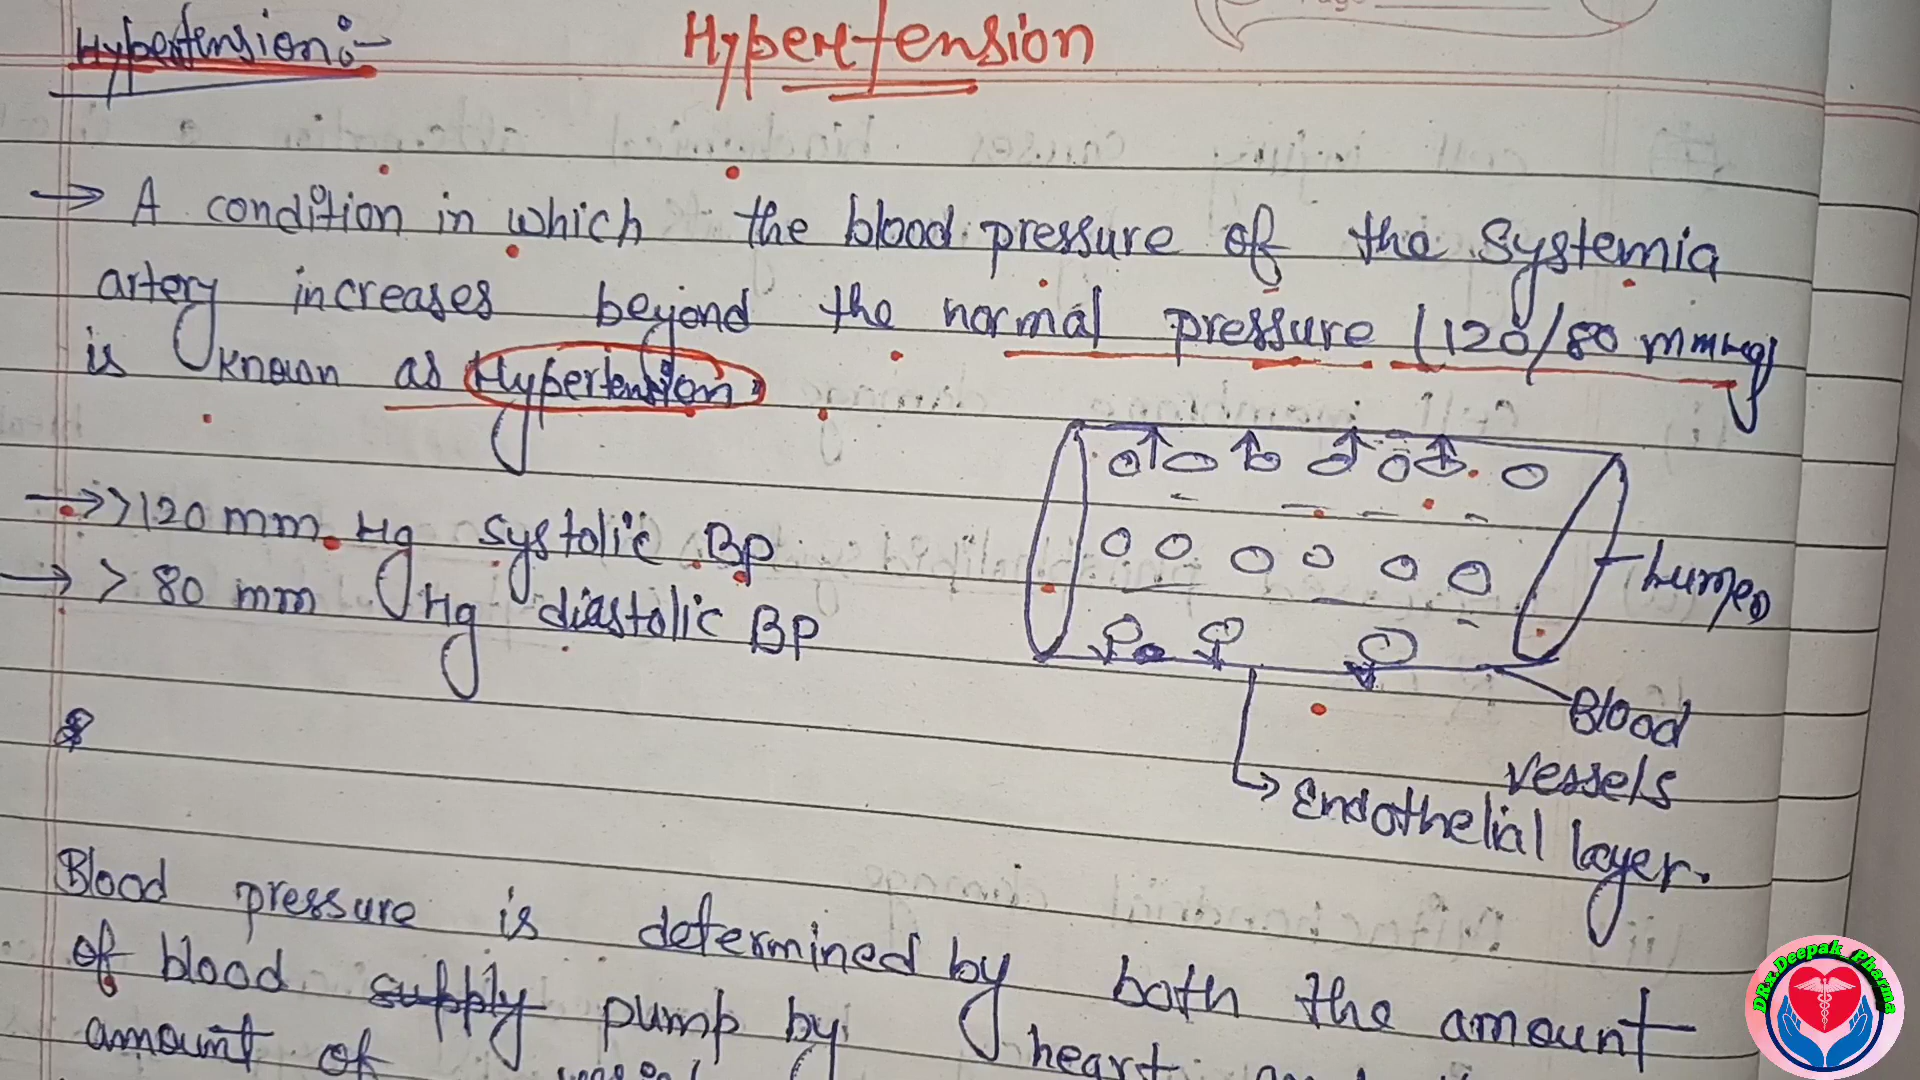 Hypertension:-
Hypertension
→ A condition in which the blood pressure of the Systemia
artery increases beyond the normal pressure (120/80 mmHg)
is known as Hypertension.
→ >120 mm Hg systolic BP
→ > 80 mm Hg diastolic BP
Lumen
Blood
vessels
Endothelial layer.
Blood pressure is determined by both the amount
of blood supply pump by heart
amount of
DRx.Deepak Pharma